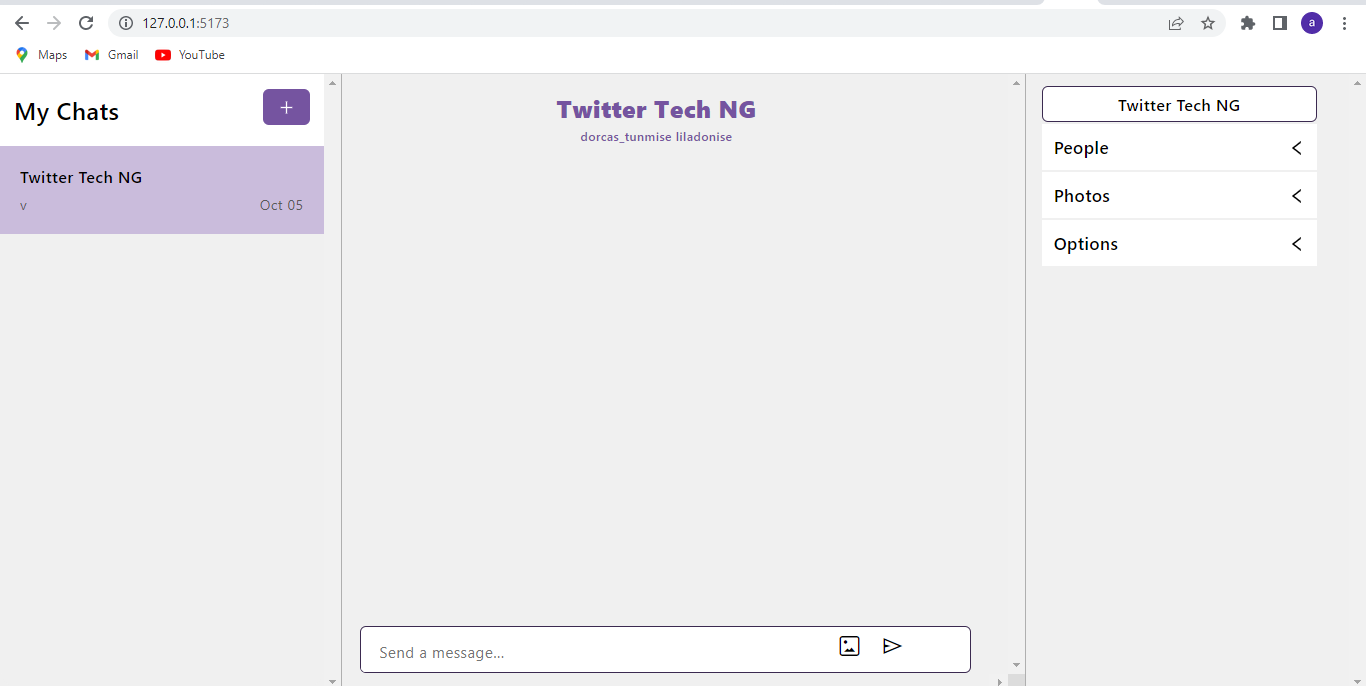 127.0.0.1:5173
a
Maps Gmail YouTube
My Chats
+
Twitter Tech NG
v Oct 05
Twitter Tech NG
dorcas_tunmise liladonise
Send a message...
Twitter Tech NG
People
Photos
Options